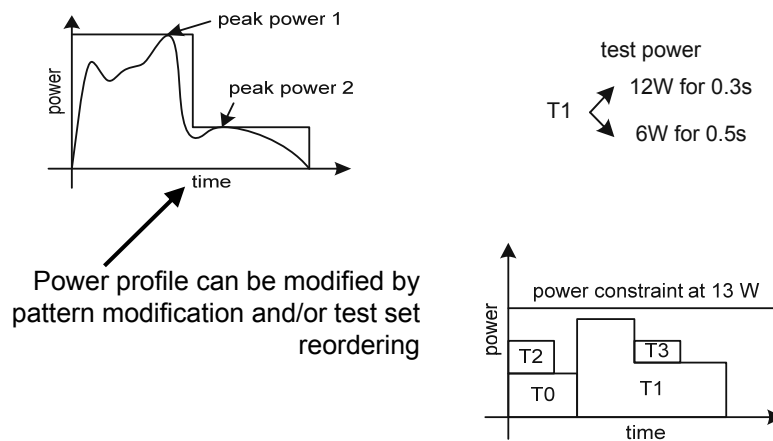 peak power 1
power
peak power 2
time
Power profile can be modified by
pattern modification and/or test set
reordering
test power
12W for 0.3s
T1
6W for 0.5s
power constraint at 13 W
power
T2
T3
T0
T1
time